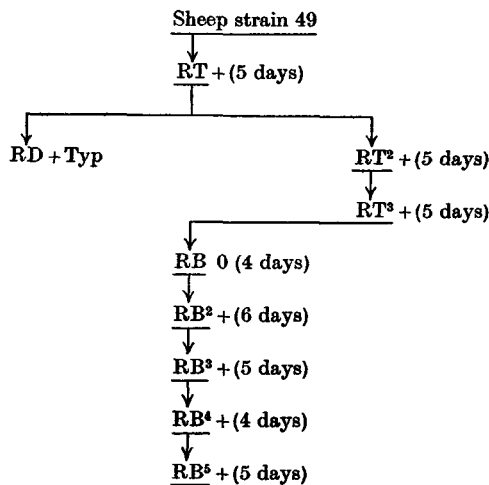 Sheep strain 49
RT + (5 days)
RD + Typ
RT² + (5 days)
RT³ + (5 days)
RB 0 (4 days)
RB² + (6 days)
RB³ + (5 days)
RB⁴ + (4 days)
RB⁵ + (5 days)